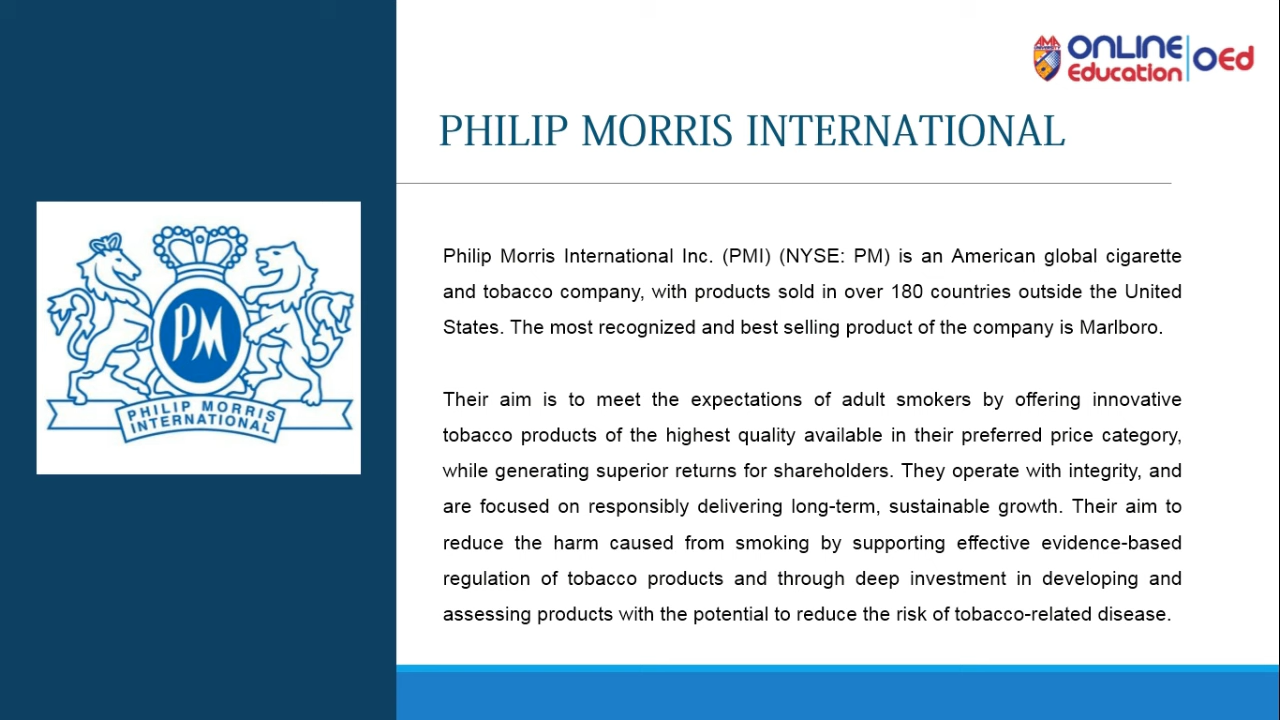 ONLINE
Education
OEd
PHILIP MORRIS INTERNATIONAL
PM
PHILIP MORRIS
INTERNATIONAL
Philip Morris International Inc. (PMI) (NYSE: PM) is an American global cigarette
and tobacco company, with products sold in over 180 countries outside the United
States. The most recognized and best selling product of the company is Marlboro.
Their aim is to meet the expectations of adult smokers by offering innovative
tobacco products of the highest quality available in their preferred price category,
while generating superior returns for shareholders. They operate with integrity, and
are focused on responsibly delivering long-term, sustainable growth. Their aim to
reduce the harm caused from smoking by supporting effective evidence-based
regulation of tobacco products and through deep investment in developing and
assessing products with the potential to reduce the risk of tobacco-related disease.